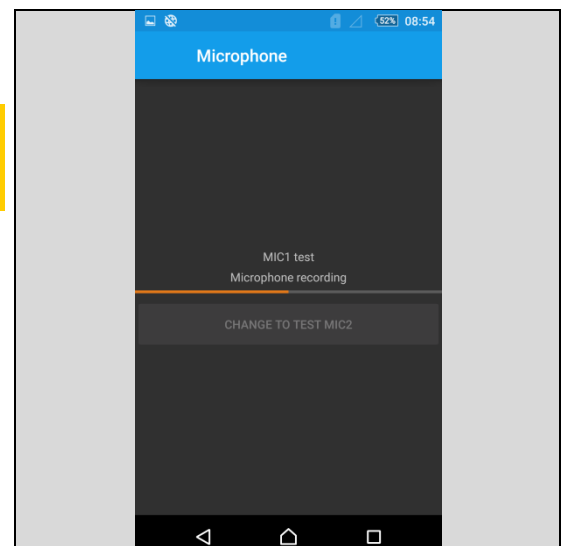 52% 08:54
Microphone
MIC1 test
Microphone recording
CHANGE TO TEST MIC2